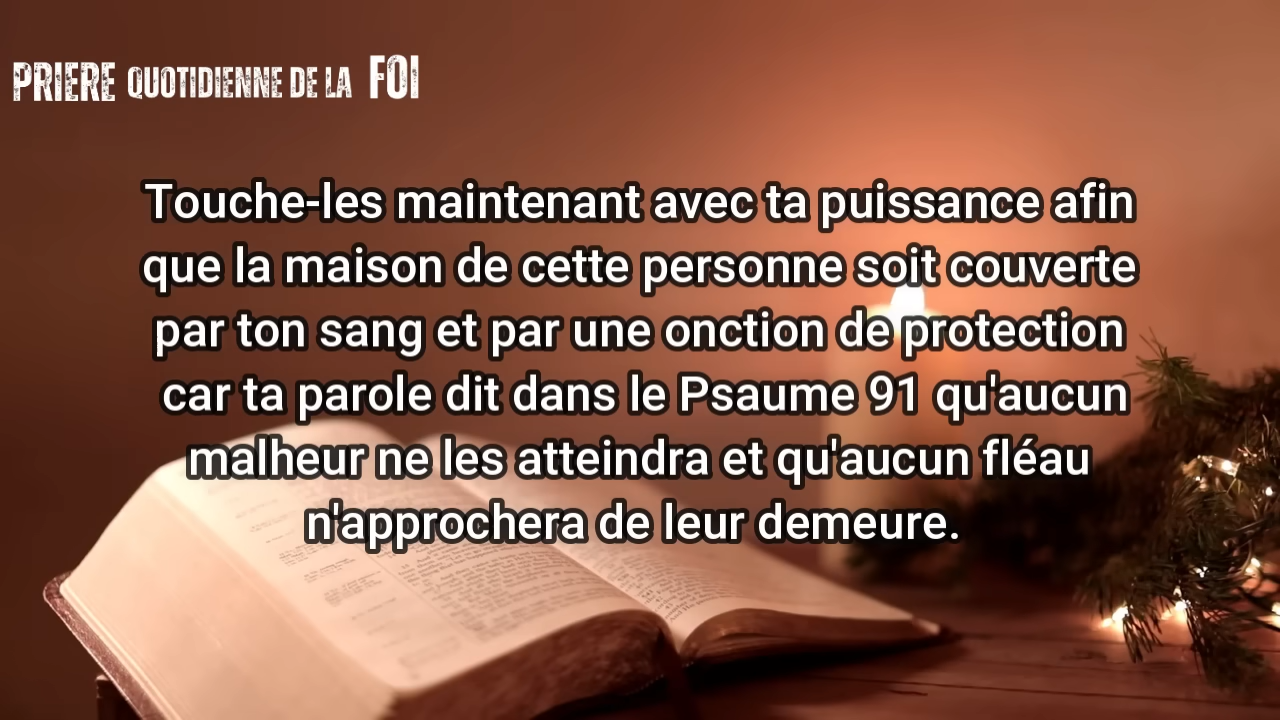 PRIERE QUOTIDIENNE DE LA FOI
Touche-les maintenant avec ta puissance afin
que la maison de cette personne soit couverte
par ton sang et par une onction de protection
car ta parole dit dans le Psaume 91 qu'aucun
malheur ne les atteindra et qu'aucun fléau
n'approchera de leur demeure.